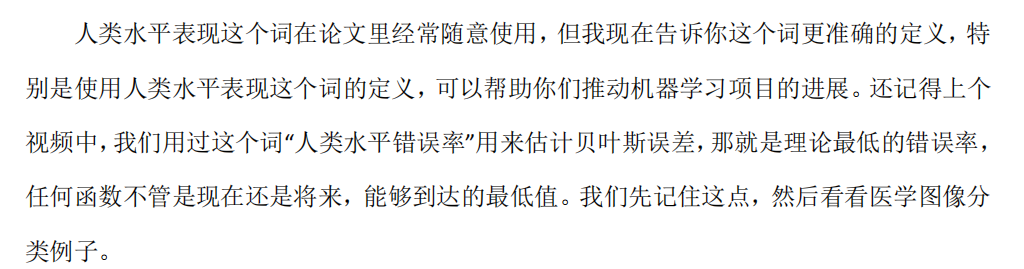 人类水平表现这个词在论文里经常随意使用，但我现在告诉你这个词更准确的定义，特
别是使用人类水平表现这个词的定义，可以帮助你们推动机器学习项目的进展。还记得上个
视频中，我们用过这个词“人类水平错误率”用来估计贝叶斯误差，那就是理论最低的错误率，
任何函数不管是现在还是将来，能够到达的最低值。我们先记住这点，然后看看医学图像分
类例子。